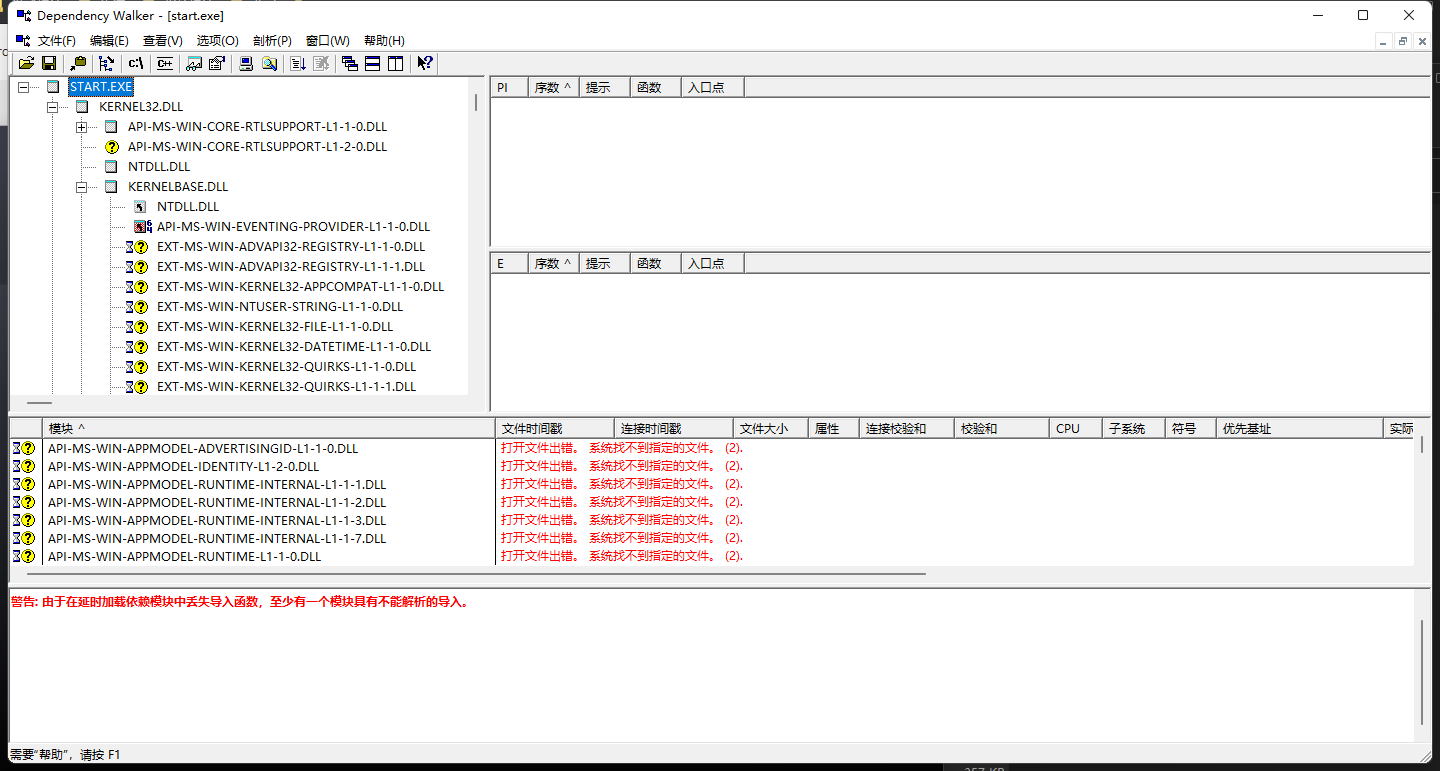 Dependency Walker - [start.exe]
文件(F) 编辑(E) 查看(V) 选项(O) 剖析(P) 窗口(W) 帮助(H)
START.EXE
KERNEL32.DLL
API-MS-WIN-CORE-RTLSUPPORT-L1-1-0.DLL
API-MS-WIN-CORE-RTLSUPPORT-L1-2-0.DLL
NTDLL.DLL
KERNELBASE.DLL
NTDLL.DLL
API-MS-WIN-EVENTING-PROVIDER-L1-1-0.DLL
EXT-MS-WIN-ADVAPI32-REGISTRY-L1-1-0.DLL
EXT-MS-WIN-ADVAPI32-REGISTRY-L1-1-1.DLL
EXT-MS-WIN-KERNEL32-APPCOMPAT-L1-1-0.DLL
EXT-MS-WIN-NTUSER-STRING-L1-1-0.DLL
EXT-MS-WIN-KERNEL32-FILE-L1-1-0.DLL
EXT-MS-WIN-KERNEL32-DATETIME-L1-1-0.DLL
EXT-MS-WIN-KERNEL32-QUIRKS-L1-1-0.DLL
EXT-MS-WIN-KERNEL32-QUIRKS-L1-1-1.DLL
PI 序数 ^ 提示 函数 入口点
E 序数 ^ 提示 函数 入口点
模块 ^ 文件时间戳 连接时间戳 文件大小 属性 连接校验和 校验和 CPU 子系统 符号 优先基址 实际
API-MS-WIN-APPMODEL-ADVERTISINGID-L1-1-0.DLL 打开文件出错。 系统找不到指定的文件。 (2).
API-MS-WIN-APPMODEL-IDENTITY-L1-2-0.DLL 打开文件出错。 系统找不到指定的文件。 (2).
API-MS-WIN-APPMODEL-RUNTIME-INTERNAL-L1-1-1.DLL 打开文件出错。 系统找不到指定的文件。 (2).
API-MS-WIN-APPMODEL-RUNTIME-INTERNAL-L1-1-2.DLL 打开文件出错。 系统找不到指定的文件。 (2).
API-MS-WIN-APPMODEL-RUNTIME-INTERNAL-L1-1-3.DLL 打开文件出错。 系统找不到指定的文件。 (2).
API-MS-WIN-APPMODEL-RUNTIME-INTERNAL-L1-1-7.DLL 打开文件出错。 系统找不到指定的文件。 (2).
API-MS-WIN-APPMODEL-RUNTIME-L1-1-0.DLL 打开文件出错。 系统找不到指定的文件。 (2).
警告: 由于在延时加载依赖模块中丢失导入函数，至少有一个模块具有不能解析的导入。
需要“帮助”，请按 F1